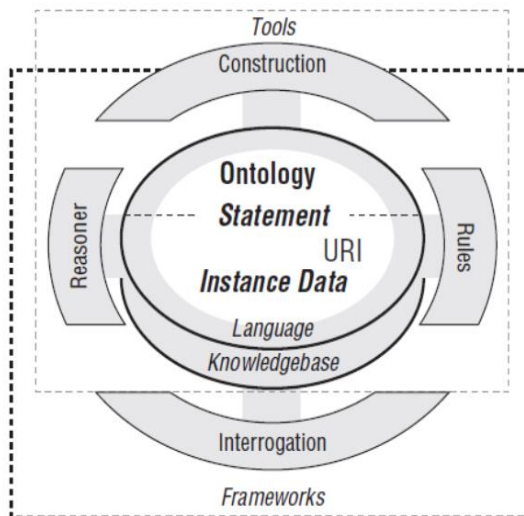 Tools
Construction
Ontology
Statement
URI
Instance Data
Reasoner
Rules
Language
Knowledgebase
Interrogation
Frameworks